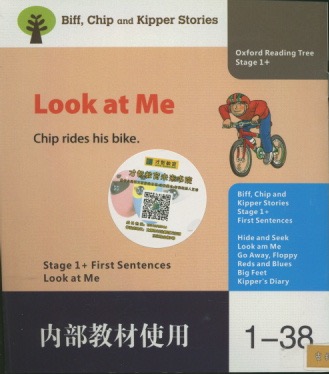 Biff, Chip and Kipper Stories
Oxford Reading Tree
Stage 1+
Look at Me
Chip rides his bike.
Biff, Chip and
Kipper Stories
Stage 1+
First Sentences
Hide and Seek
Look am Me
Go Away, Floppy
Reds and Blues
Big Feet
Kipper's Diary
Stage 1+ First Sentences
Look at Me
内部教材使用
1-38